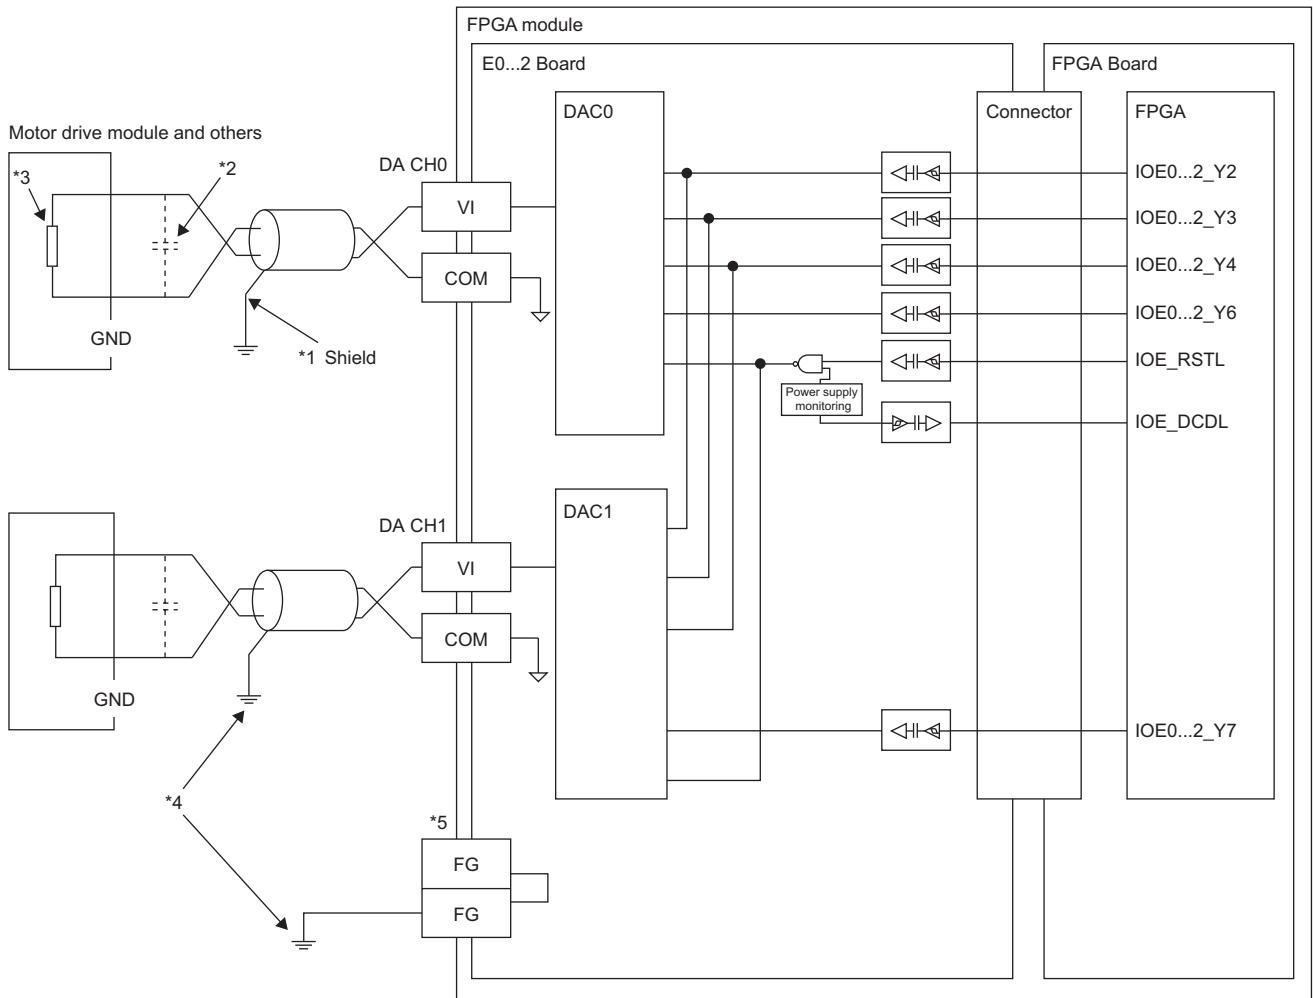 FPGA module
E0...2 Board
FPGA Board
DAC0
Connector
FPGA
Motor drive module and others
*3
*2
DA CH0
VI
COM
GND
*1 Shield
IOE0...2_Y2
IOE0...2_Y3
IOE0...2_Y4
IOE0...2_Y6
IOE_RSTL
Power supply
monitoring
IOE_DCDL
DAC1
DA CH1
VI
COM
GND
IOE0...2_Y7
*4
*5
FG
FG